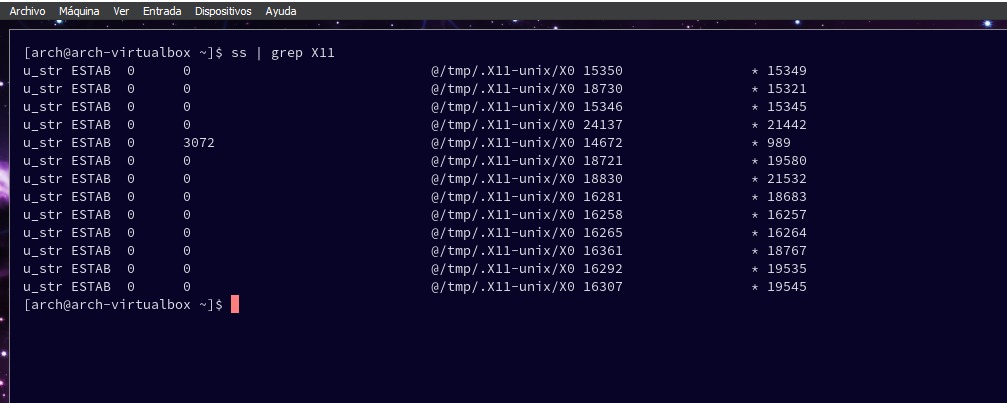 Archivo Máquina Ver Entrada Dispositivos Ayuda
[arch@arch-virtualbox ~]$ ss | grep X11
u_str ESTAB 0 0 @/tmp/.X11-unix/X0 15350 * 15349
u_str ESTAB 0 0 @/tmp/.X11-unix/X0 18730 * 15321
u_str ESTAB 0 0 @/tmp/.X11-unix/X0 15346 * 15345
u_str ESTAB 0 0 @/tmp/.X11-unix/X0 24137 * 21442
u_str ESTAB 0 3072 @/tmp/.X11-unix/X0 14672 * 989
u_str ESTAB 0 0 @/tmp/.X11-unix/X0 18721 * 19580
u_str ESTAB 0 0 @/tmp/.X11-unix/X0 18830 * 21532
u_str ESTAB 0 0 @/tmp/.X11-unix/X0 16281 * 18683
u_str ESTAB 0 0 @/tmp/.X11-unix/X0 16258 * 16257
u_str ESTAB 0 0 @/tmp/.X11-unix/X0 16265 * 16264
u_str ESTAB 0 0 @/tmp/.X11-unix/X0 16361 * 18767
u_str ESTAB 0 0 @/tmp/.X11-unix/X0 16292 * 19535
u_str ESTAB 0 0 @/tmp/.X11-unix/X0 16307 * 19545
[arch@arch-virtualbox ~]$